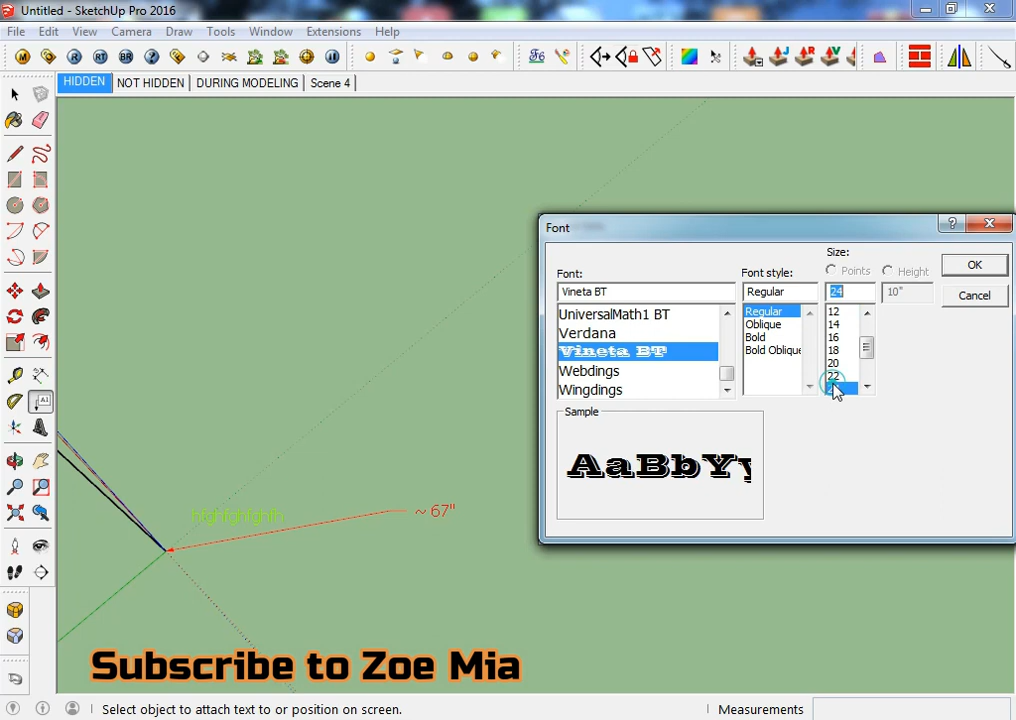 Untitled - SketchUp Pro 2016
File Edit View Camera Draw Tools Window Extensions Help
HIDDEN NOT HIDDEN DURING MODELING Scene 4
Font
Size:
Font: Font style: Points Height OK
Vineta BT Regular 24 10" Cancel
UniversalMath1 BT Regular 12
Verdana Oblique 14
Vineta BT Bold 16
Webdings Bold Oblique 18
Wingdings 20
22
Sample
AaBbYy
~ 67"
Subscribe to Zoe Mia
Select object to attach text to or position on screen. Measurements